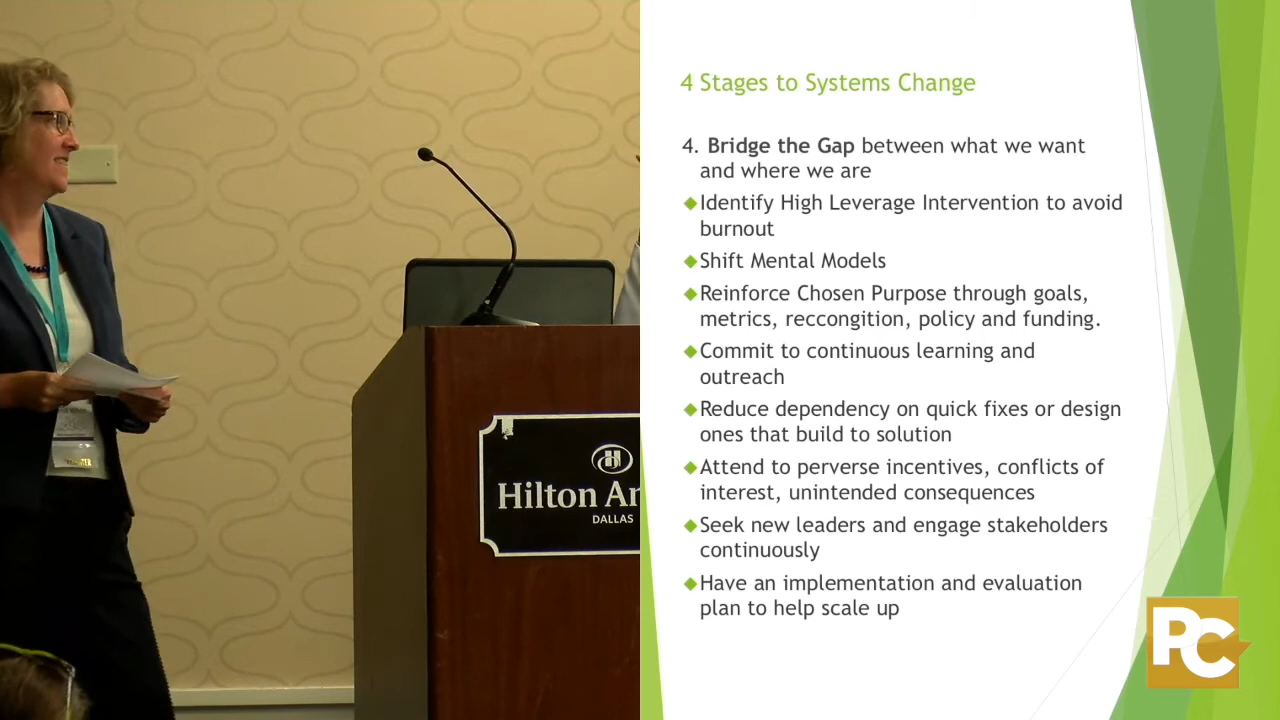 4 Stages to Systems Change
4. Bridge the Gap between what we want
and where we are
Identify High Leverage Intervention to avoid
burnout
Shift Mental Models
Reinforce Chosen Purpose through goals,
metrics, reccongition, policy and funding.
Commit to continuous learning and
outreach
Reduce dependency on quick fixes or design
ones that build to solution
Attend to perverse incentives, conflicts of
interest, unintended consequences
Seek new leaders and engage stakeholders
continuously
Have an implementation and evaluation
plan to help scale up
Hilton An
DALLAS
PC